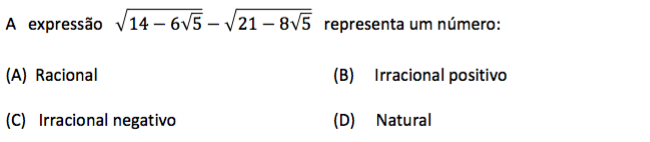 A expressão √(14 − 6√5) − √(21 − 8√5) representa um número:
(A) Racional (B) Irracional positivo
(C) Irracional negativo (D) Natural